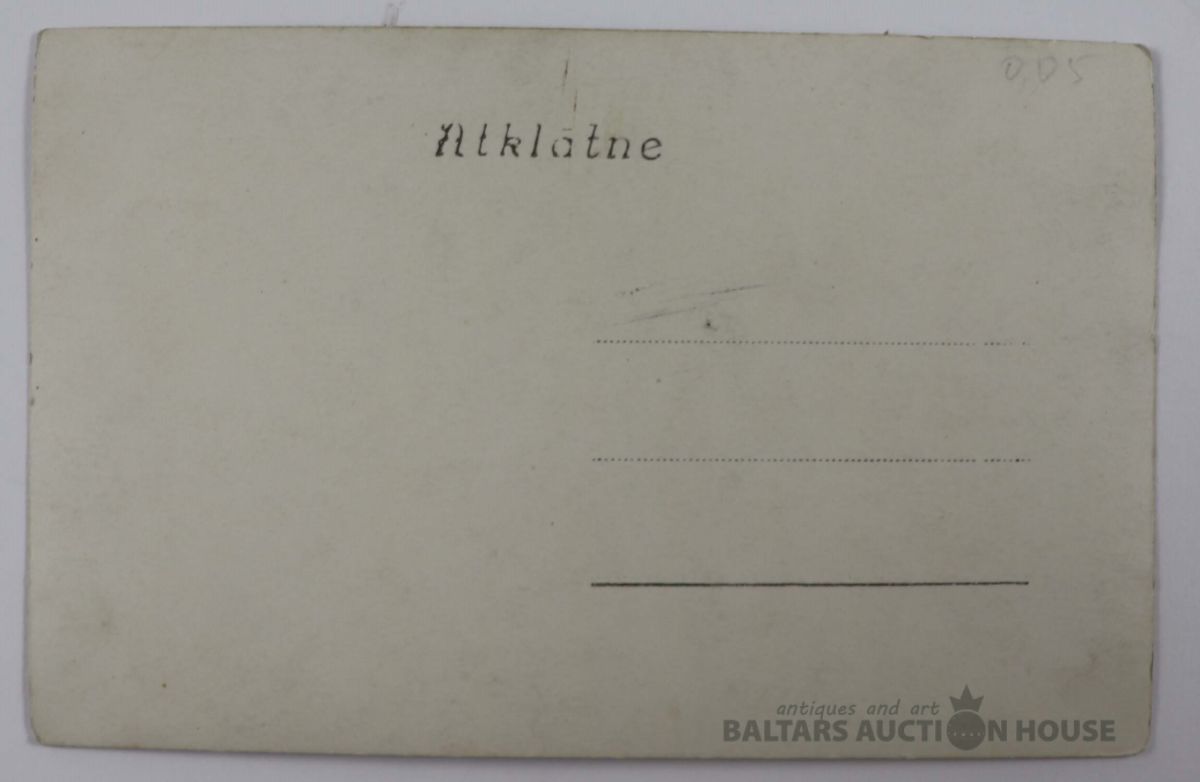 0,05
Atklātne
antiques and art
BALTARS AUCTION HOUSE